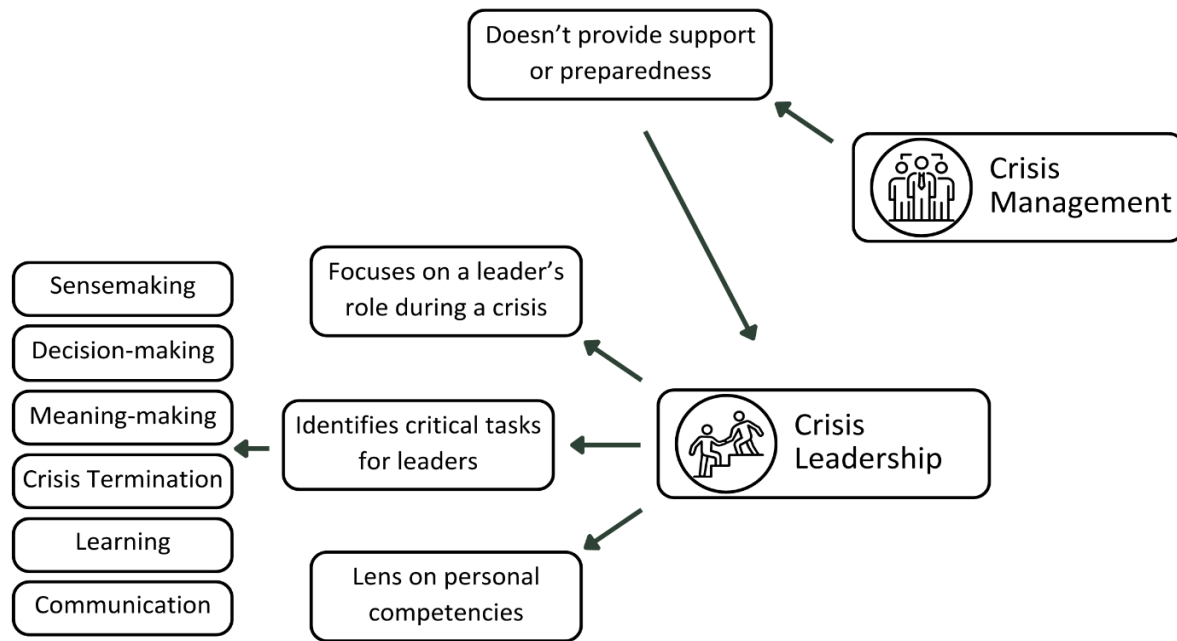 Doesn’t provide support
or preparedness
Crisis
Management
Focuses on a leader’s
role during a crisis
Sensemaking
Decision-making
Meaning-making
Crisis Termination
Learning
Communication
Identifies critical tasks
for leaders
Crisis
Leadership
Lens on personal
competencies